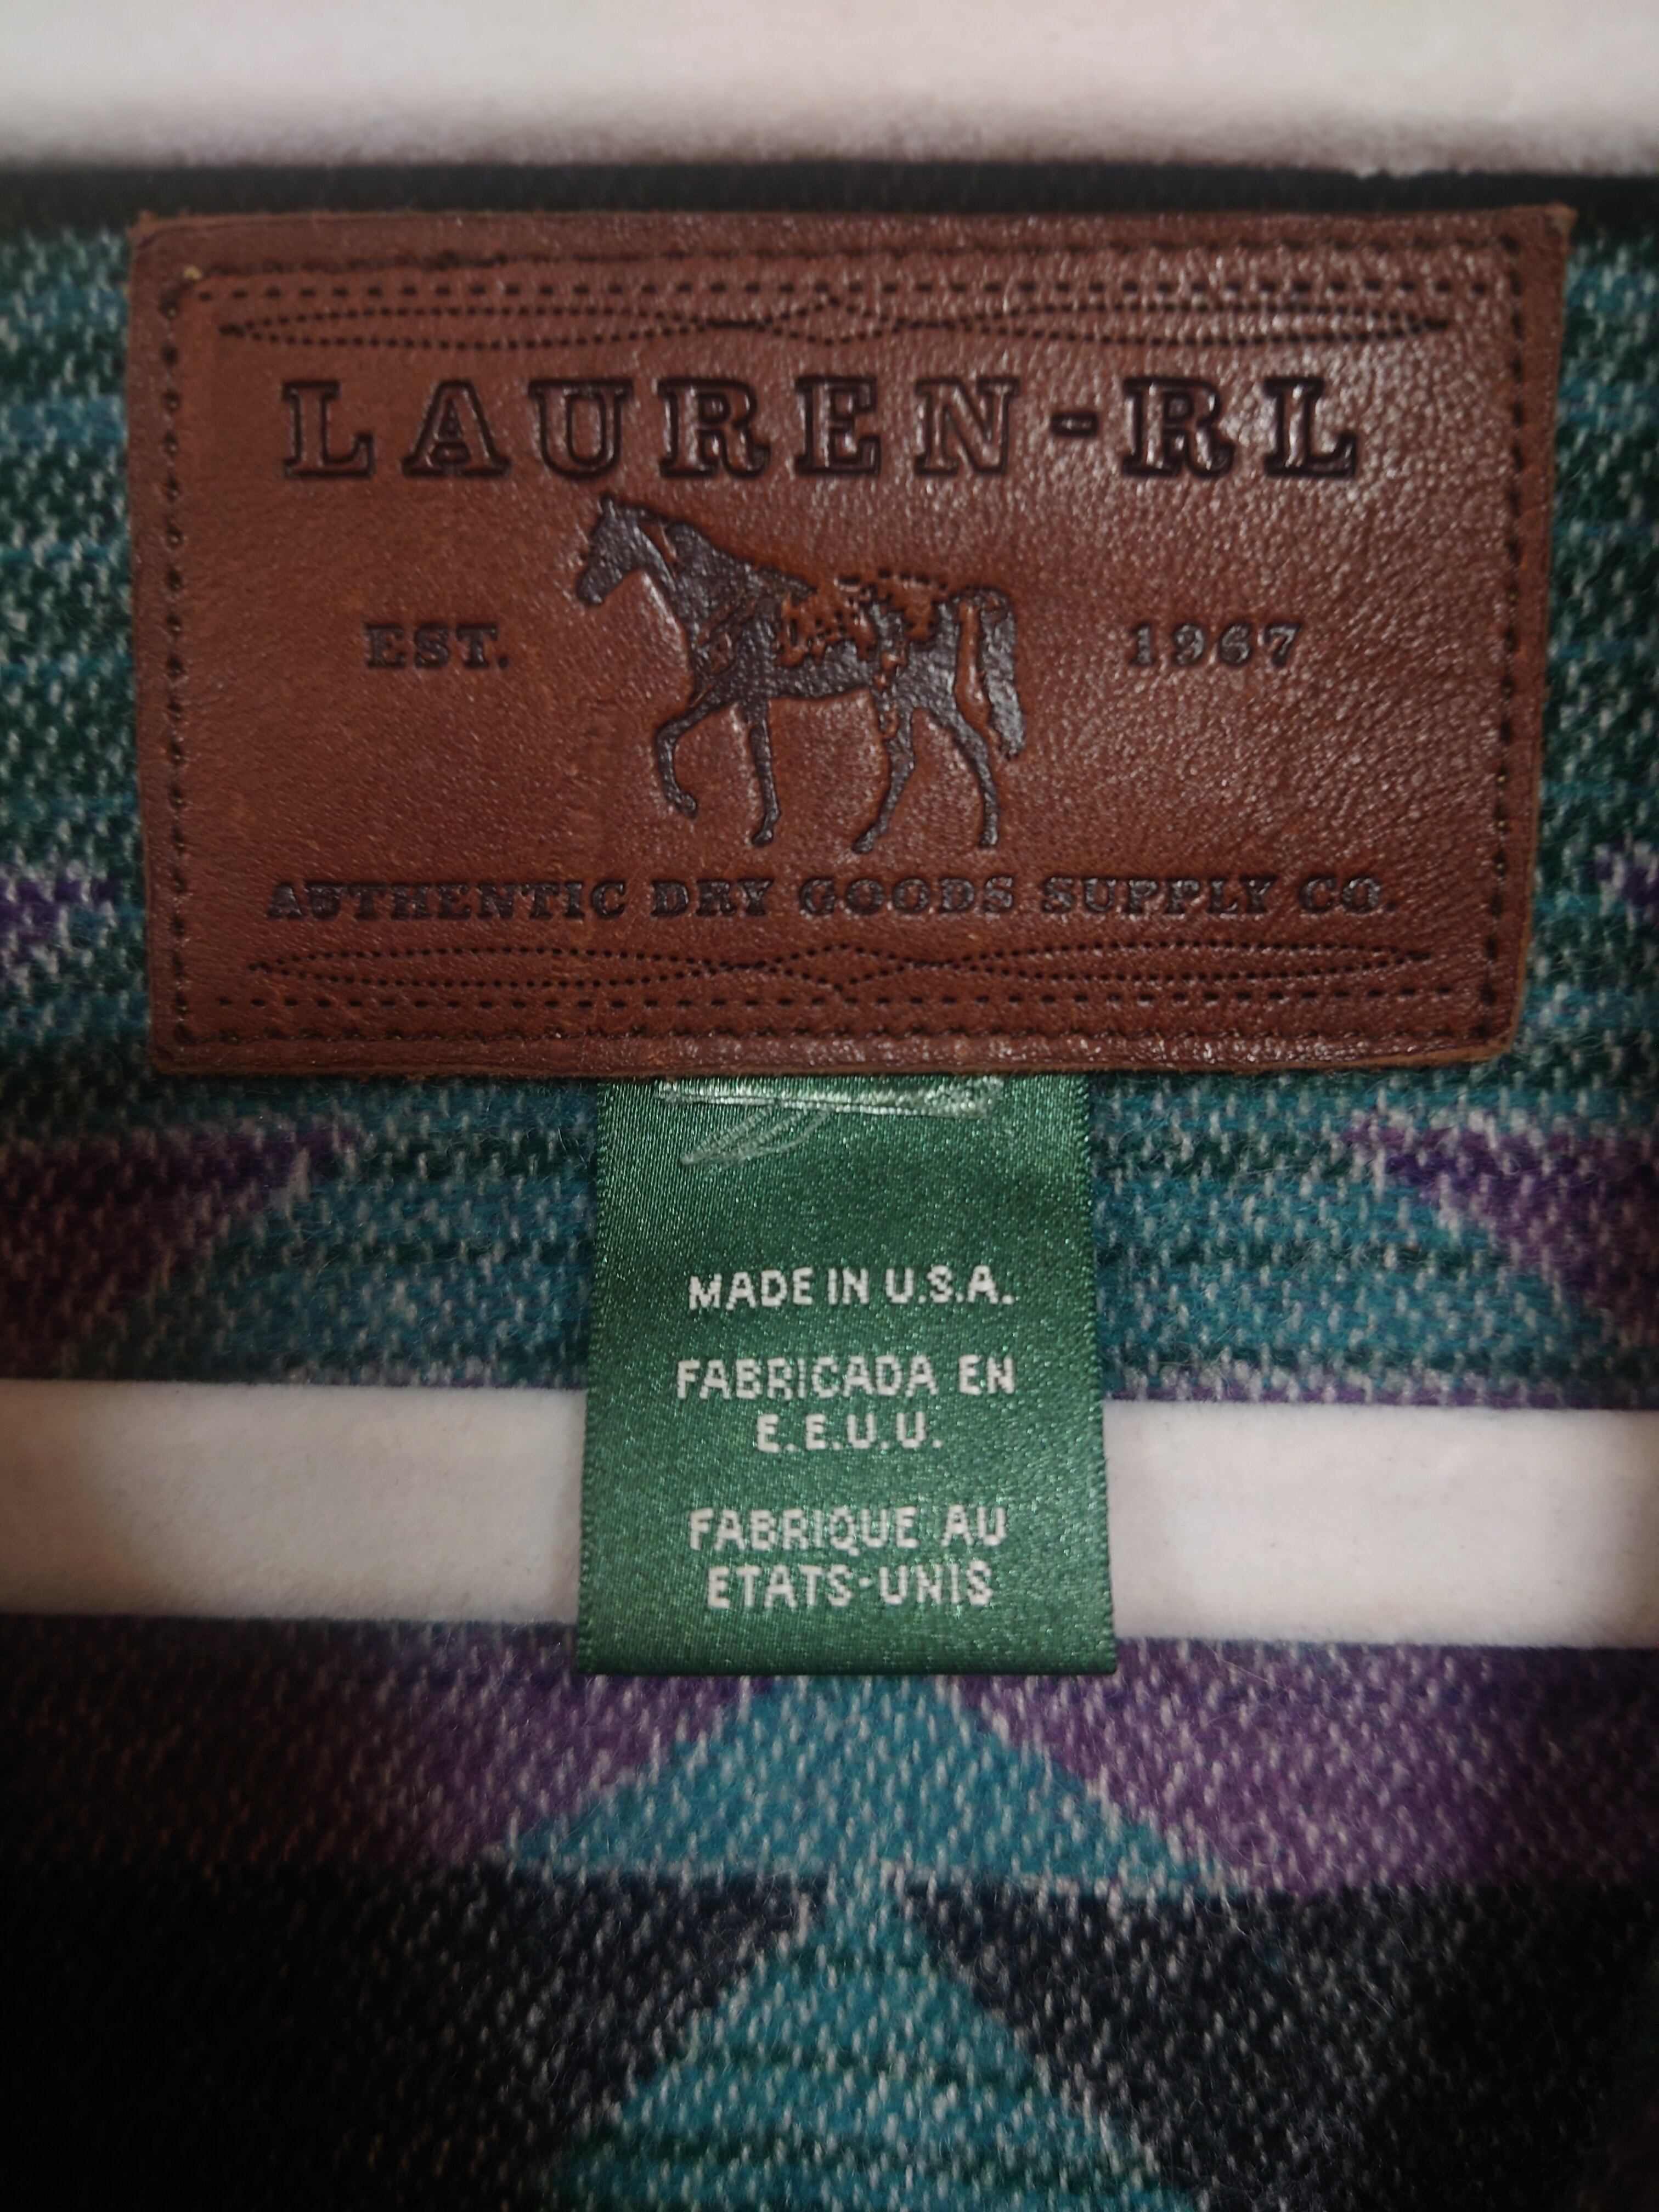 LAUREN-RL
EST. 1967
AUTHENTIC DRY GOODS SUPPLY CO.
MADE IN U.S.A.
FABRICADA EN
E.E.U.U.
FABRIQUE AU
ETATS-UNIS